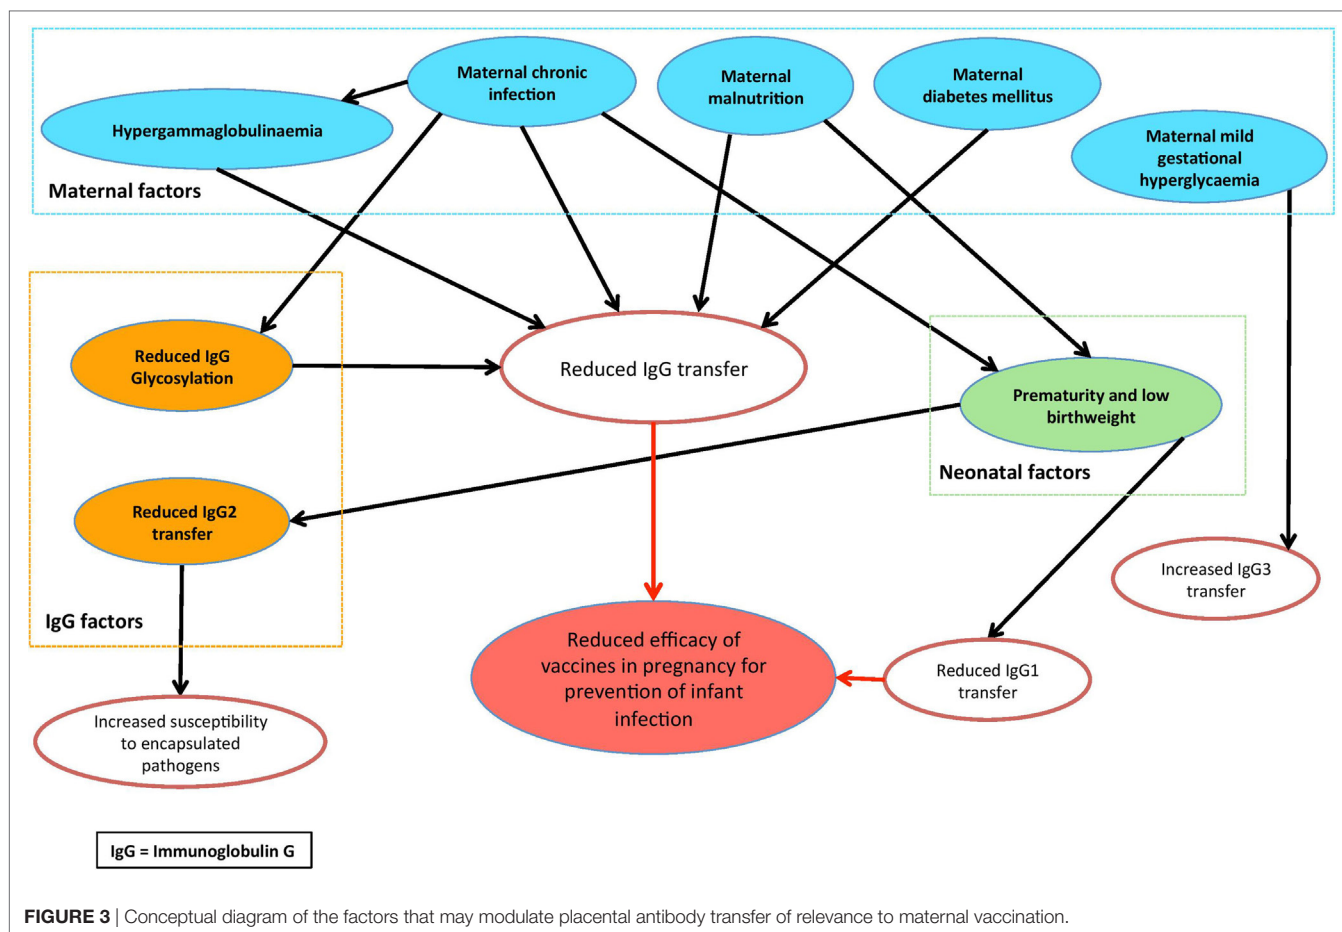 Maternal chronic
infection
Maternal
malnutrition
Maternal
diabetes mellitus
Hypergammaglobulinaemia
Maternal mild
gestational
hyperglycaemia
Maternal factors
Reduced IgG
Glycosylation
Reduced IgG transfer
Prematurity and low
birthweight
Neonatal factors
Reduced IgG2
transfer
IgG factors
Increased IgG3
transfer
Reduced efficacy of
vaccines in pregnancy for
prevention of infant
infection
Reduced IgG1
transfer
Increased susceptibility
to encapsulated
pathogens
IgG = Immunoglobulin G
FIGURE 3 | Conceptual diagram of the factors that may modulate placental antibody transfer of relevance to maternal vaccination.